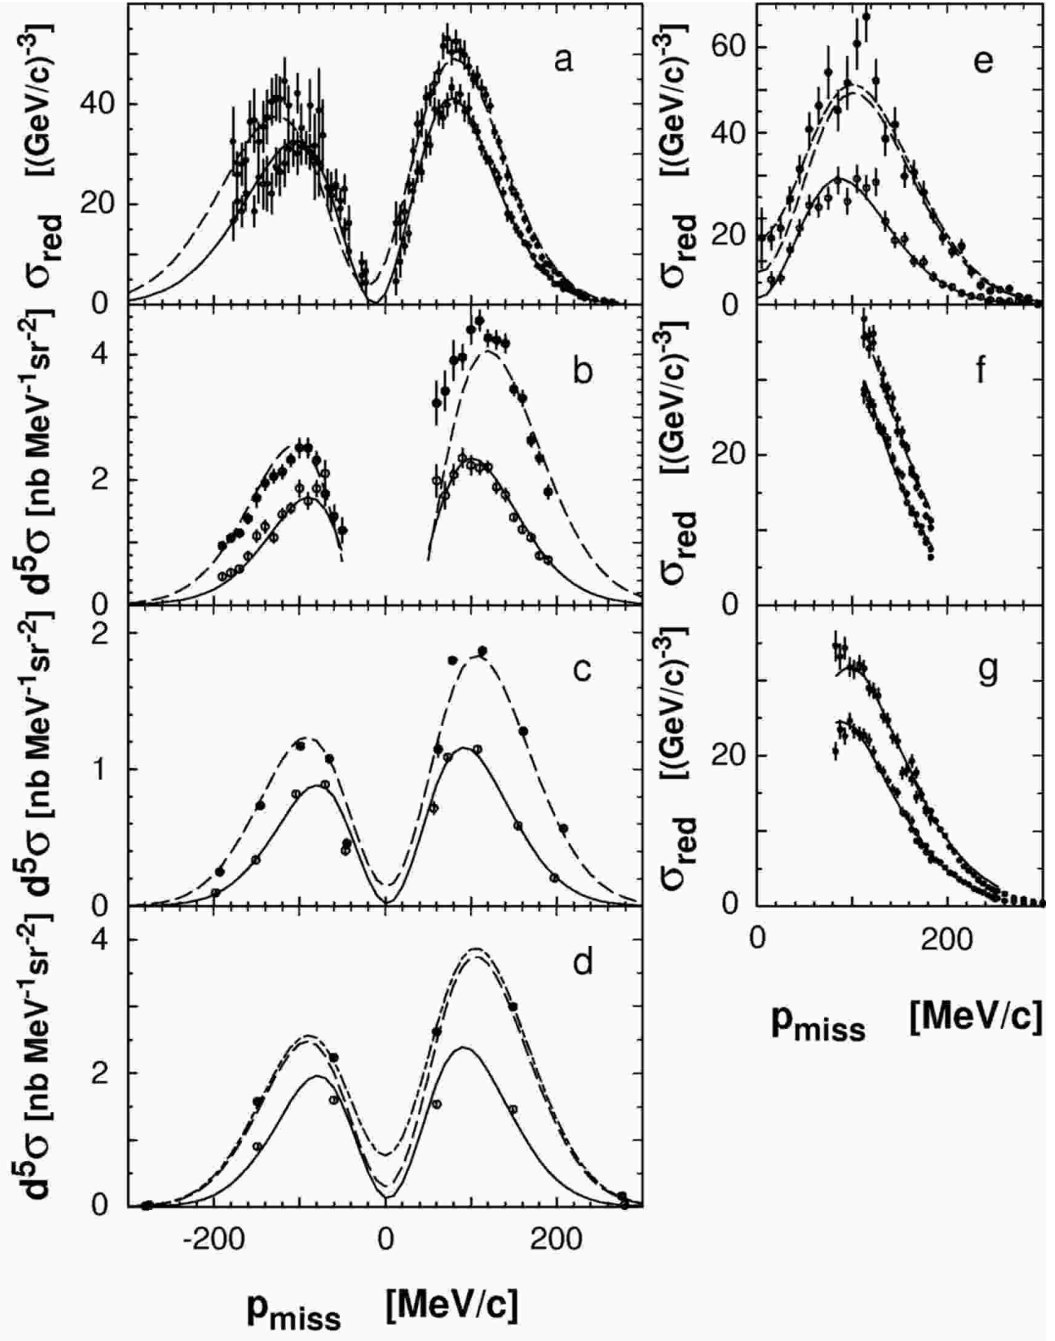 σred [(GeV/c)-3]
40
20
0
a
d5σ [nb MeV-1sr-2]
4
2
0
b
d5σ [nb MeV-1sr-2]
2
1
0
c
d5σ [nb MeV-1sr-2]
4
2
0
d
-200 0 200
pmiss [MeV/c]
σred [(GeV/c)-3]
60
40
20
0
e
σred [(GeV/c)-3]
20
0
f
σred [(GeV/c)-3]
20
0
g
0 200
pmiss [MeV/c]